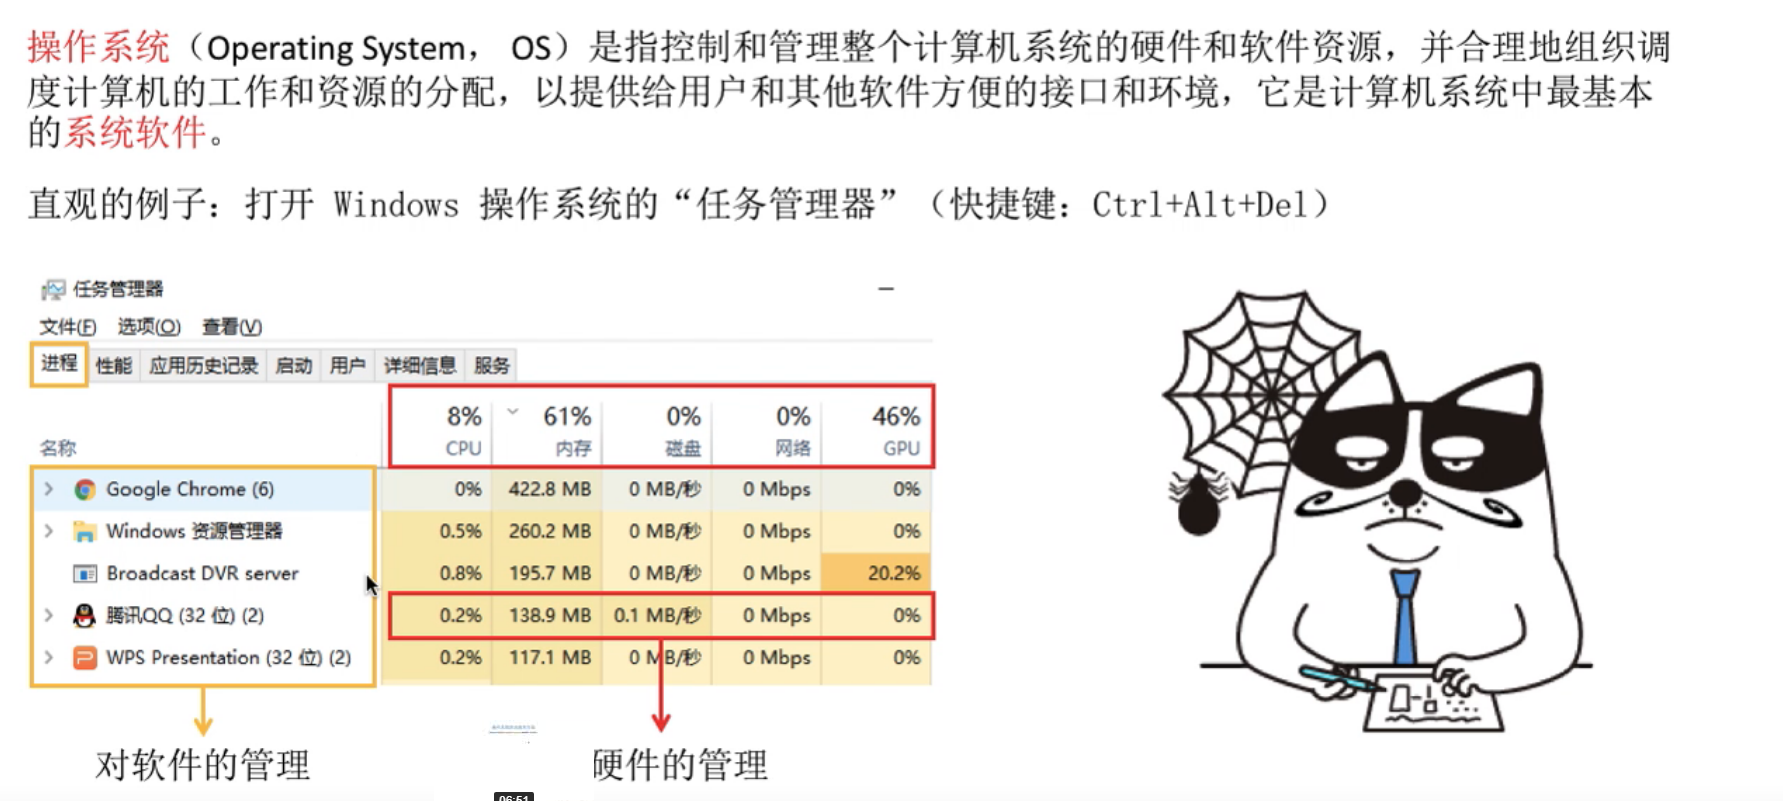 操作系统（Operating System， OS）是指控制和管理整个计算机系统的硬件和软件资源，并合理地组织调
度计算机的工作和资源的分配，以提供给用户和其他软件方便的接口和环境，它是计算机系统中最基本
的系统软件。
直观的例子：打开 Windows 操作系统的“任务管理器”（快捷键：Ctrl+Alt+Del）
任务管理器
文件(F) 选项(O) 查看(V)
进程 性能 应用历史记录 启动 用户 详细信息 服务
8% 61% 0% 0% 46%
名称 CPU 内存 磁盘 网络 GPU
Google Chrome (6) 0% 422.8 MB 0 MB/秒 0 Mbps 0%
Windows 资源管理器 0.5% 260.2 MB 0 MB/秒 0 Mbps 0%
Broadcast DVR server 0.8% 195.7 MB 0 MB/秒 0 Mbps 20.2%
腾讯QQ (32 位) (2) 0.2% 138.9 MB 0.1 MB/秒 0 Mbps 0%
WPS Presentation (32 位) (2) 0.2% 117.1 MB 0 MB/秒 0 Mbps 0%
对软件的管理 硬件的管理
06:51